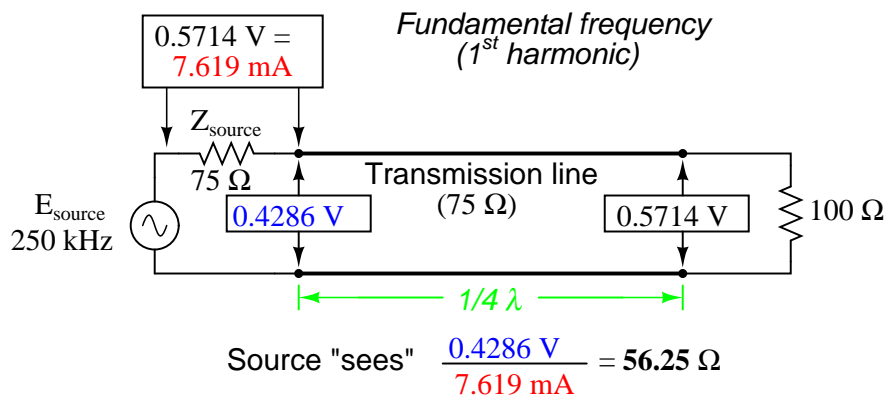 Fundamental frequency
(1st harmonic)
0.5714 V =
7.619 mA
Zsource
75 Ω
Esource
250 kHz
0.4286 V
Transmission line
(75 Ω)
0.5714 V
100 Ω
1/4 λ
Source "sees" 0.4286 V
7.619 mA
= 56.25 Ω